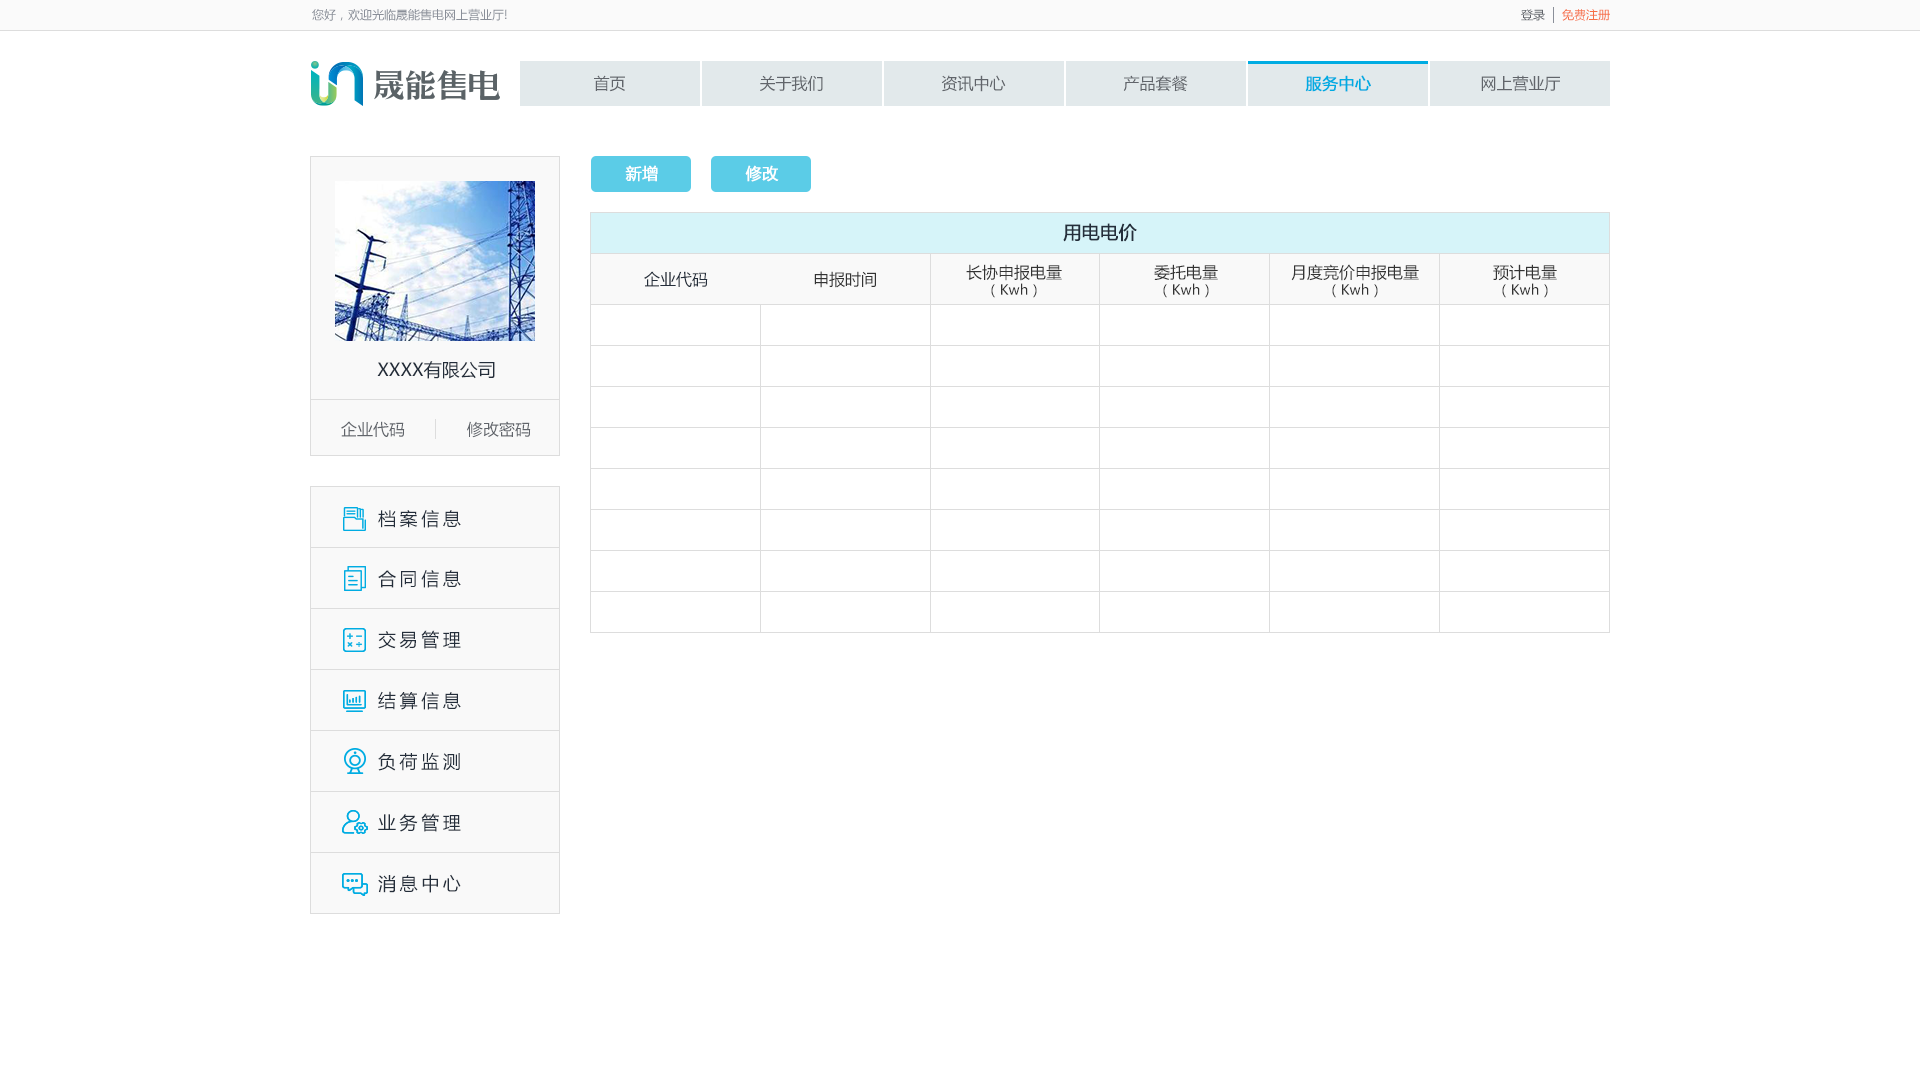 您好，欢迎光临晟能售电网上营业厅!
登录 免费注册
晟能售电
首页 关于我们 资讯中心 产品套餐 服务中心 网上营业厅
新增 修改
用电电价
企业代码 申报时间 长协申报电量 委托电量 月度竞价申报电量 预计电量
（Kwh） （Kwh） （Kwh） （Kwh）
XXXX有限公司
企业代码 修改密码
档案信息
合同信息
交易管理
结算信息
负荷监测
业务管理
消息中心